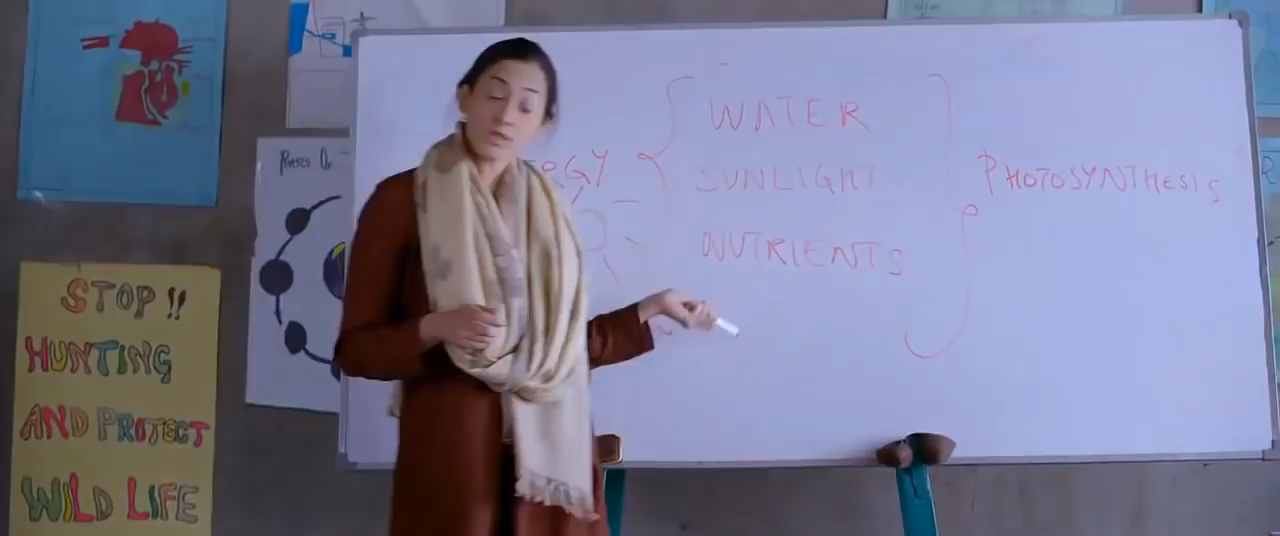 STOP !!
HUNTING
AND PROTECT
WILD LIFE
WATER
SUNLIGHT
NUTRIENTS
PHOTOSYNTHESIS